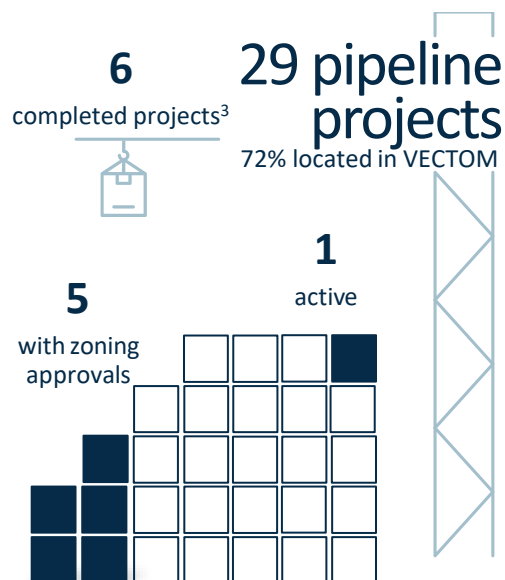 6
completed projects³
29 pipeline
projects
72% located in VECTOM
1
active
5
with zoning
approvals